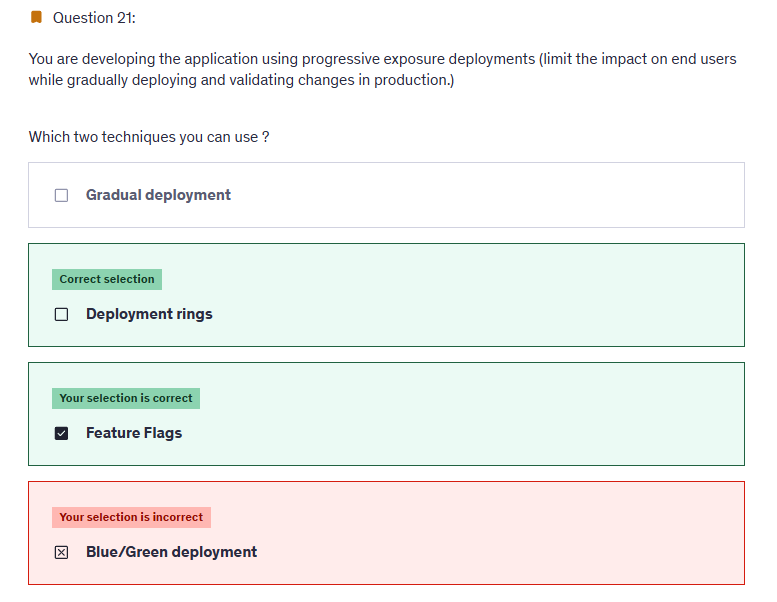 Question 21:
You are developing the application using progressive exposure deployments (limit the impact on end users
while gradually deploying and validating changes in production.)
Which two techniques you can use ?
Gradual deployment
Correct selection
Deployment rings
Your selection is correct
Feature Flags
Your selection is incorrect
Blue/Green deployment